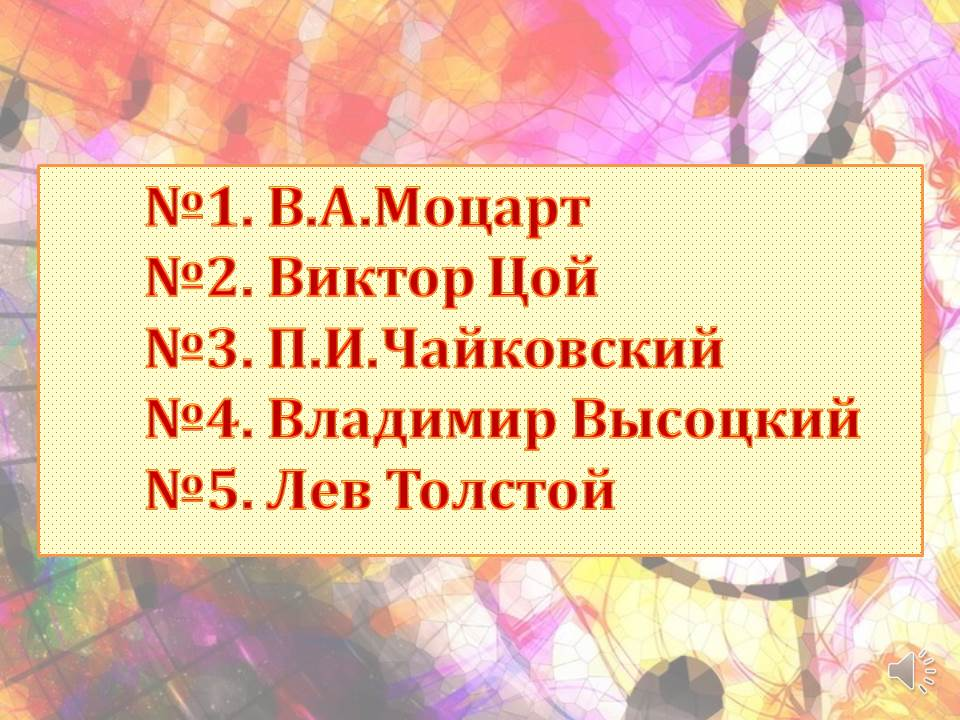 №1. В.А.Моцарт
№2. Виктор Цой
№3. П.И.Чайковский
№4. Владимир Высоцкий
№5. Лев Толстой